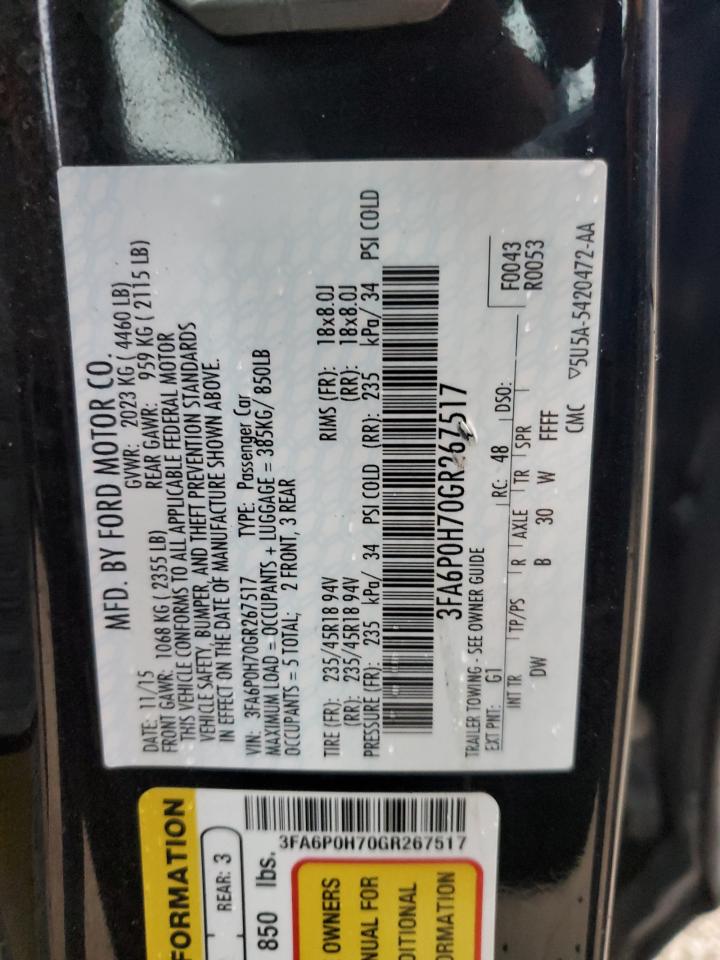 MFD. BY FORD MOTOR CO.
DATE: 11/15 GVWR: 2023 KG ( 4460 LB)
FRONT GAWR: 1068 KG ( 2355 LB) REAR GAWR: 959 KG ( 2115 LB)
THIS VEHICLE CONFORMS TO ALL APPLICABLE FEDERAL MOTOR
VEHICLE SAFETY, BUMPER, AND THEFT PREVENTION STANDARDS
IN EFFECT ON THE DATE OF MANUFACTURE SHOWN ABOVE.
VIN: 3FA6P0H70GR267517 TYPE: Passenger Car
MAXIMUM LOAD = OCCUPANTS + LUGGAGE = 385KG/ 850LB
OCCUPANTS = 5 TOTAL; 2 FRONT, 3 REAR
TIRE (FR): 235/45R18 94V RIMS (FR): 18x8.0J
(RR): 235/45R18 94V (RR): 18x8.0J
PRESSURE (FR): 235 kPa/ 34 PSI COLD (RR): 235 kPa/ 34 PSI COLD
3FA6P0H70GR267517
TRAILER TOWING - SEE OWNER GUIDE
EXT PNT: G1 RC: 48 DSO: F0043
R0053
INT TR TP/PS R AXLE TR SPR
DW B 30 W FFFF
CMC ▽5U5A-5420472-AA
FORMATION
REAR: 3
850 lbs.
3FA6P0H70GR267517
OWNERS
NUAL FOR
DITIONAL
ORMATION